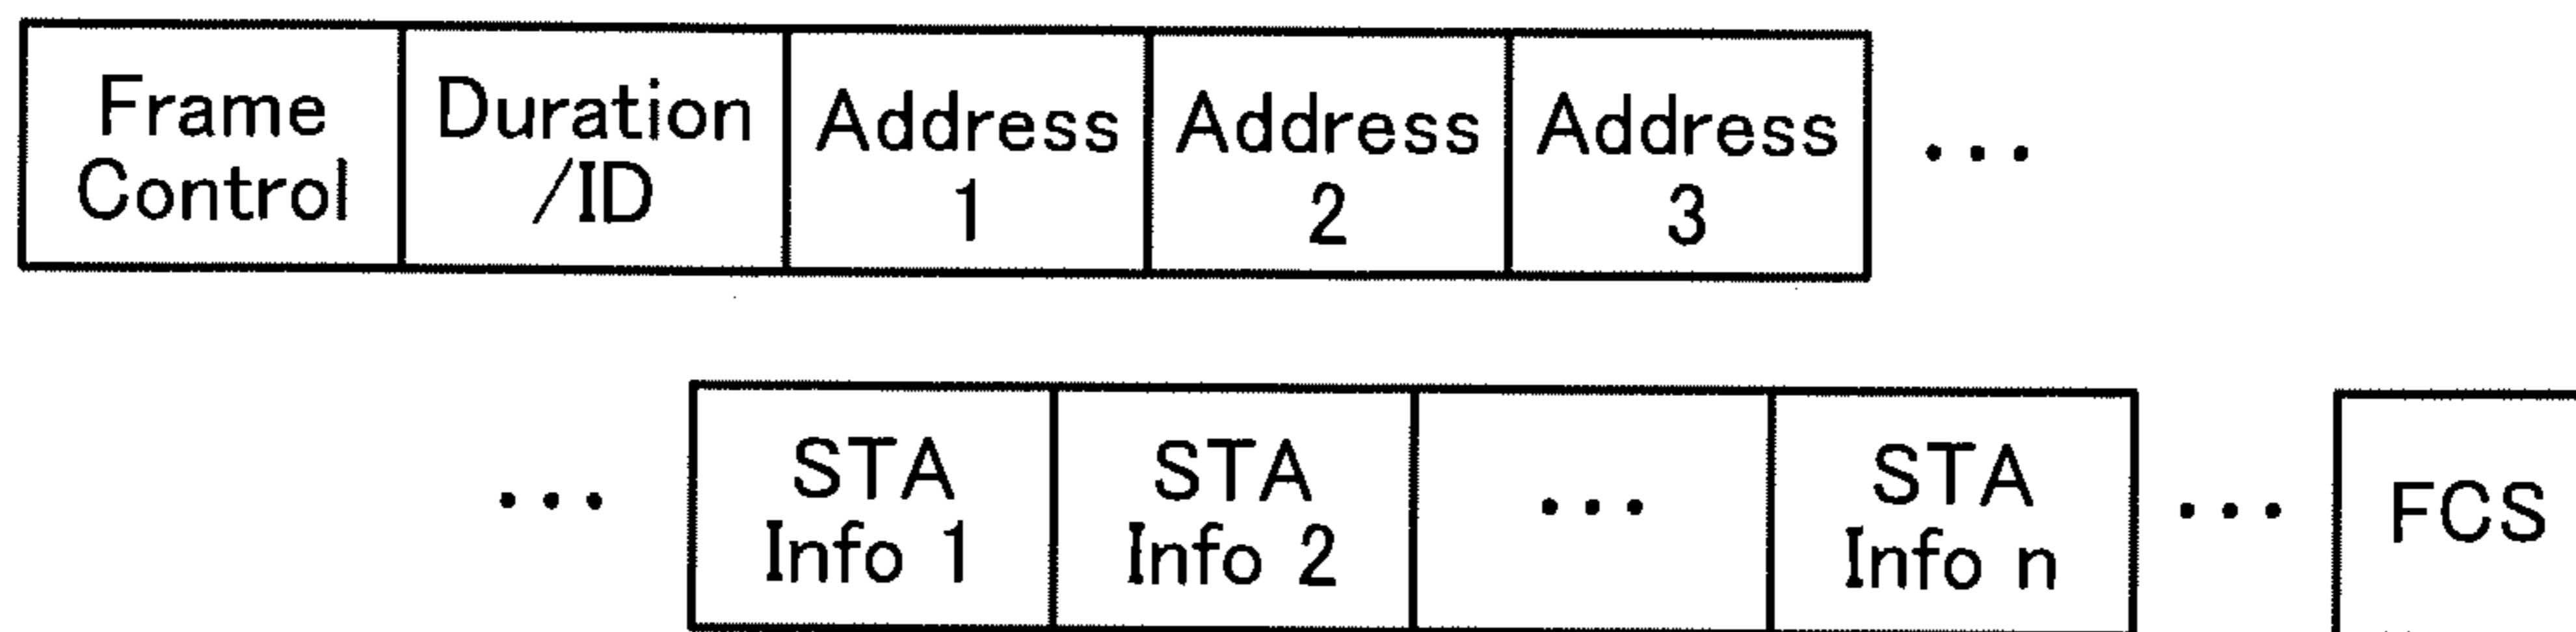 Frame Control Duration /ID Address 1 Address 2 Address 3 ...
... STA Info 1 STA Info 2 ... STA Info n ... FCS